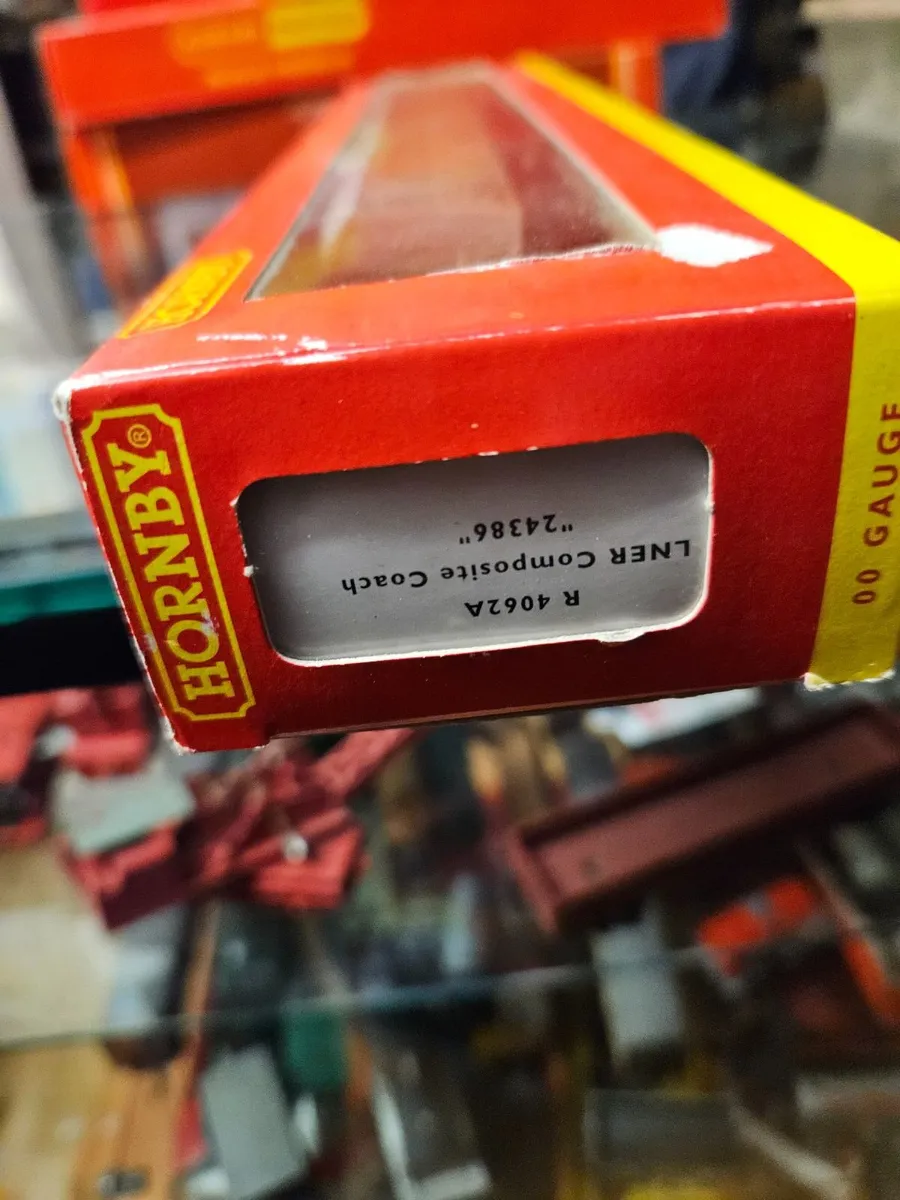 HORNBY®
R 4062A
LNER Composite Coach
"24386"
00 GAUGE